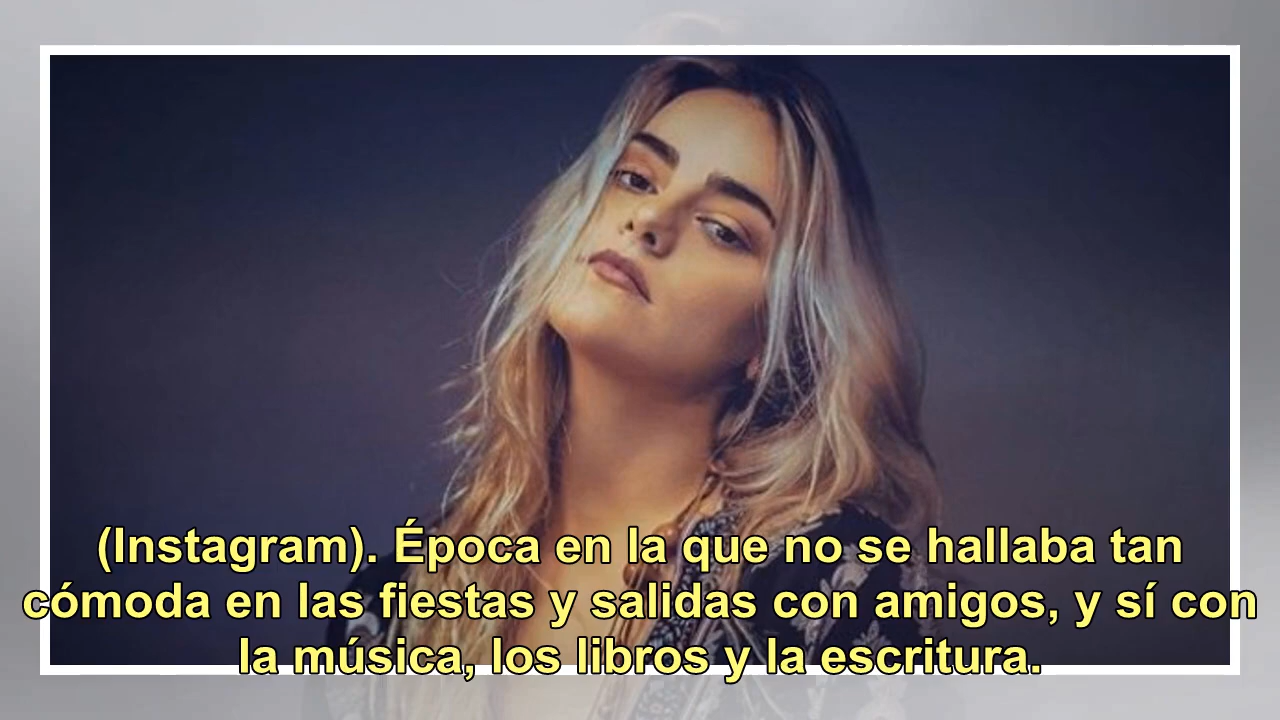 (Instagram). Época en la que no se hallaba tan
cómoda en las fiestas y salidas con amigos, y sí con
la música, los libros y la escritura.